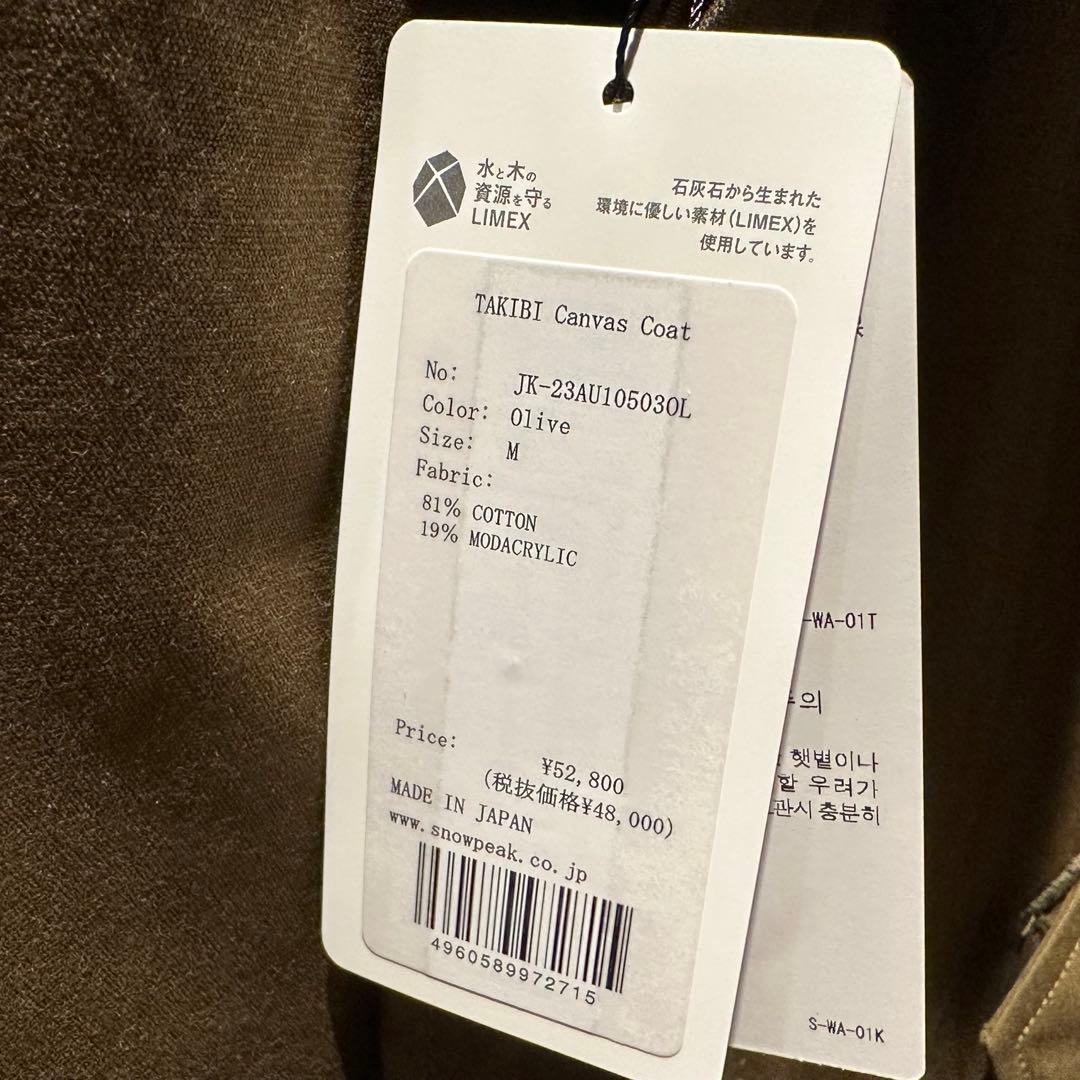 水と木の
資源を守る
LIMEX
石灰石から生まれた
環境に優しい素材(LIMEX)を
使用しています。
TAKIBI Canvas Coat
No: JK-23AU10503OL
Color: Olive
Size: M
Fabric:
81% COTTON
19% MODACRYLIC
Price:
¥52,800
(税抜価格¥48,000)
MADE IN JAPAN
www.snowpeak.co.jp
4960589972715
-WA-01T
의
햇볕이나
할 우려가
관시 충분히
S-WA-01K